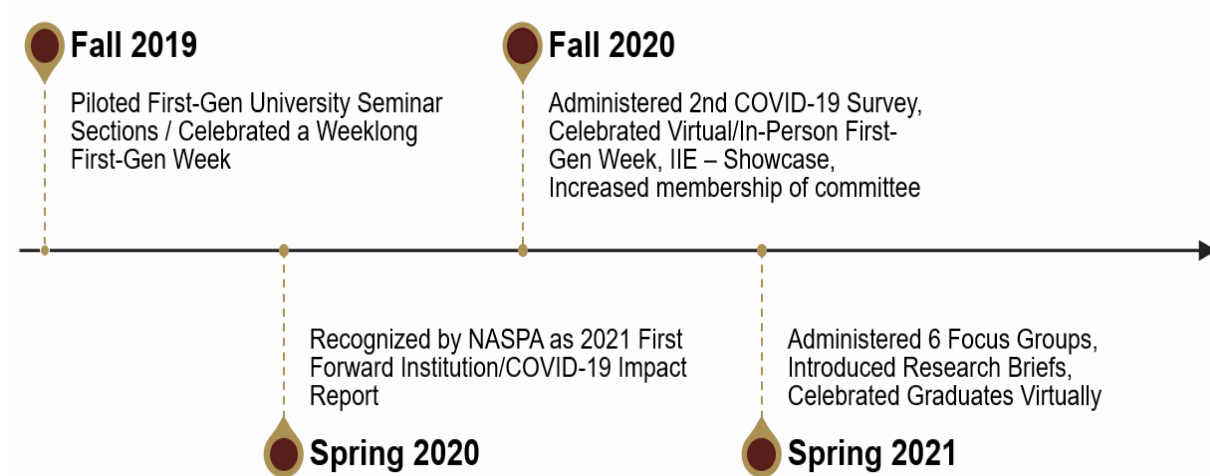 Fall 2019
Piloted First-Gen University Seminar
Sections / Celebrated a Weeklong
First-Gen Week
Fall 2020
Administered 2nd COVID-19 Survey,
Celebrated Virtual/In-Person First-
Gen Week, IIE – Showcase,
Increased membership of committee
Recognized by NASPA as 2021 First
Forward Institution/COVID-19 Impact
Report
Spring 2020
Administered 6 Focus Groups,
Introduced Research Briefs,
Celebrated Graduates Virtually
Spring 2021